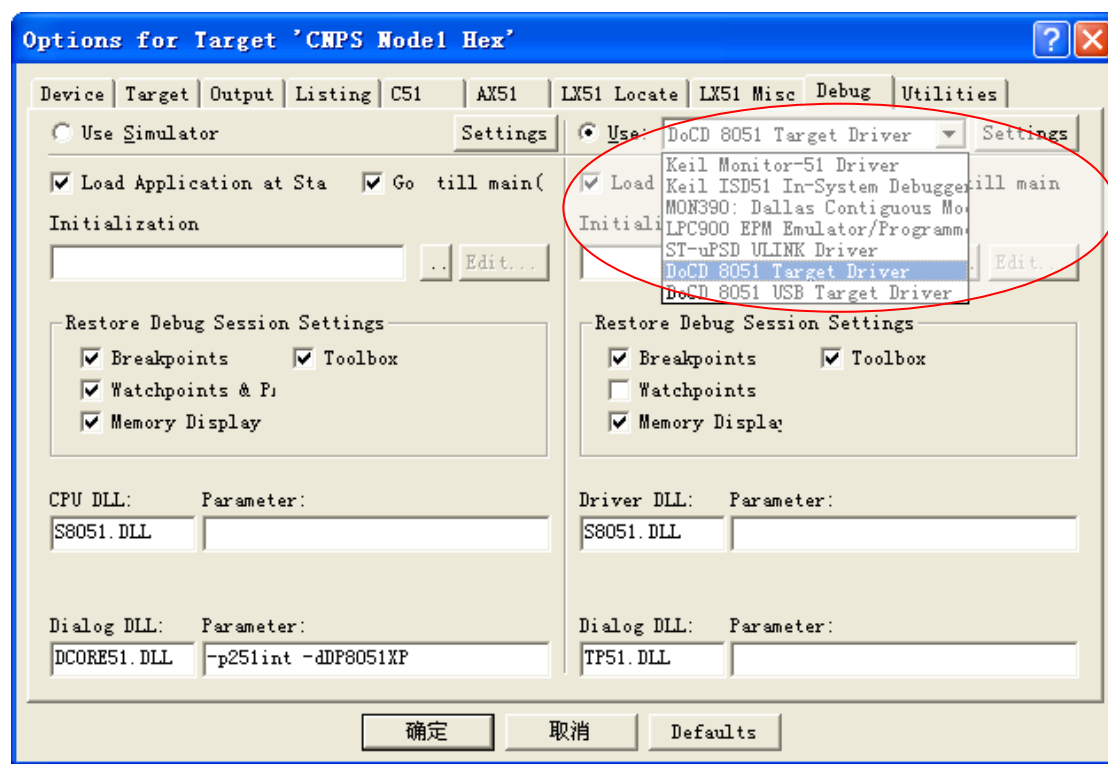 Options for Target 'CNPS Node1 Hex'
Device Target Output Listing C51 AX51 LX51 Locate LX51 Misc Debug Utilities
Use Simulator Settings Use: DoCD 8051 Target Driver Settings
Load Application at Sta Go till main( Load till main
Keil Monitor-51 Driver
Keil ISD51 In-System Debugger
MON390: Dallas Contiguous Mo
LPC900 EPM Emulator/Programm
ST-uPSD ULINK Driver
DoCD 8051 Target Driver
DoCD 8051 USB Target Driver
Initialization Initiali
.. Edit... Edit...
Restore Debug Session Settings Restore Debug Session Settings
Breakpoints Toolbox Breakpoints Toolbox
Watchpoints & P Watchpoints
Memory Display Memory Display
CPU DLL: Parameter: Driver DLL: Parameter:
S8051.DLL S8051.DLL
Dialog DLL: Parameter: Dialog DLL: Parameter:
DCORE51.DLL -p251int -dDP8051XP TP51.DLL
确定 取消 Defaults